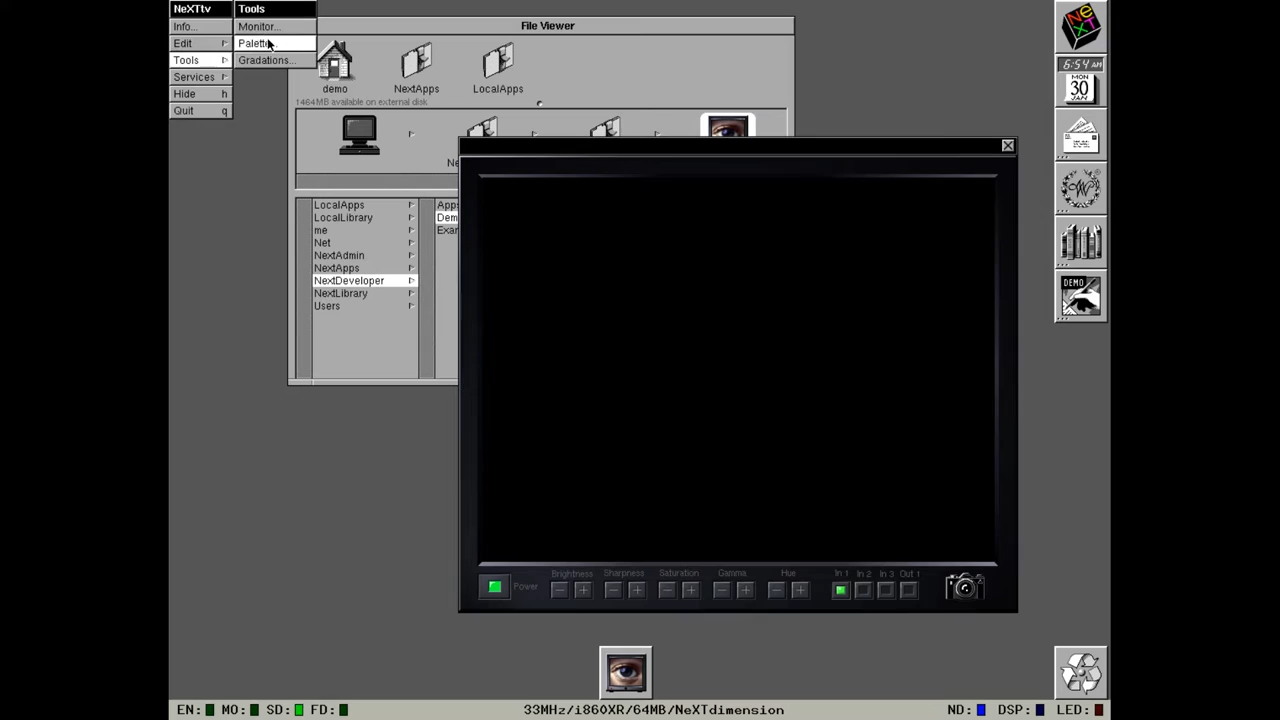 NeXTtv
Info...
Edit
Tools
Services
Hide h
Quit q
Tools
Monitor...
Gradations...
File Viewer
demo
NextApps
LocalApps
1464MB available on external disk
LocalApps
LocalLibrary
me
Net
NextAdmin
NextApps
NextDeveloper
NextLibrary
Users
Power
Brightness
Sharpness
Saturation
Gamma
Hue
In 1
In 2
In 3
Out 1
NeXT
6:54 AM
MON
30
JAN
DEMO
EN: MO: SD: FD:
33MHz/i860XR/64MB/NeXTdimension
ND: DSP: LED: